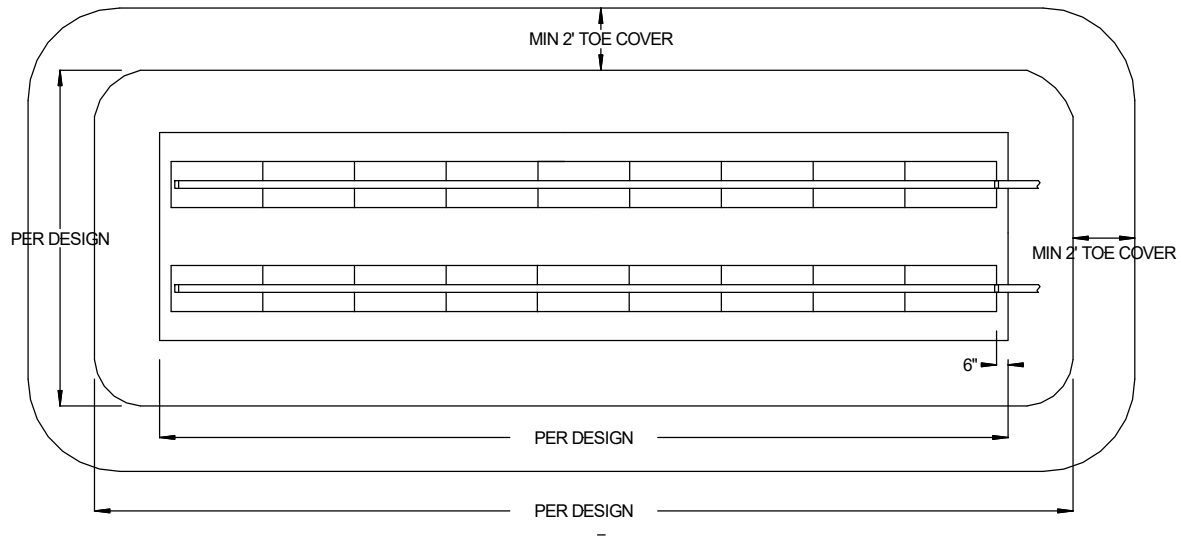 MIN 2' TOE COVER
PER DESIGN
MIN 2' TOE COVER
6"
PER DESIGN
PER DESIGN